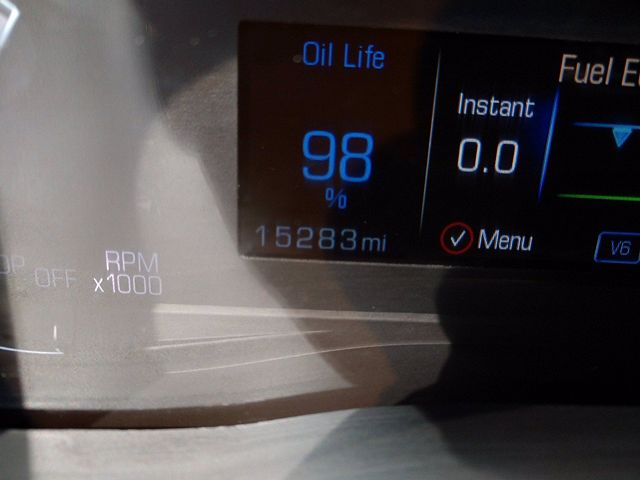 Oil Life
98
%
15283mi
Fuel
Instant
0.0
Menu
V6
RPM
x1000
OFF